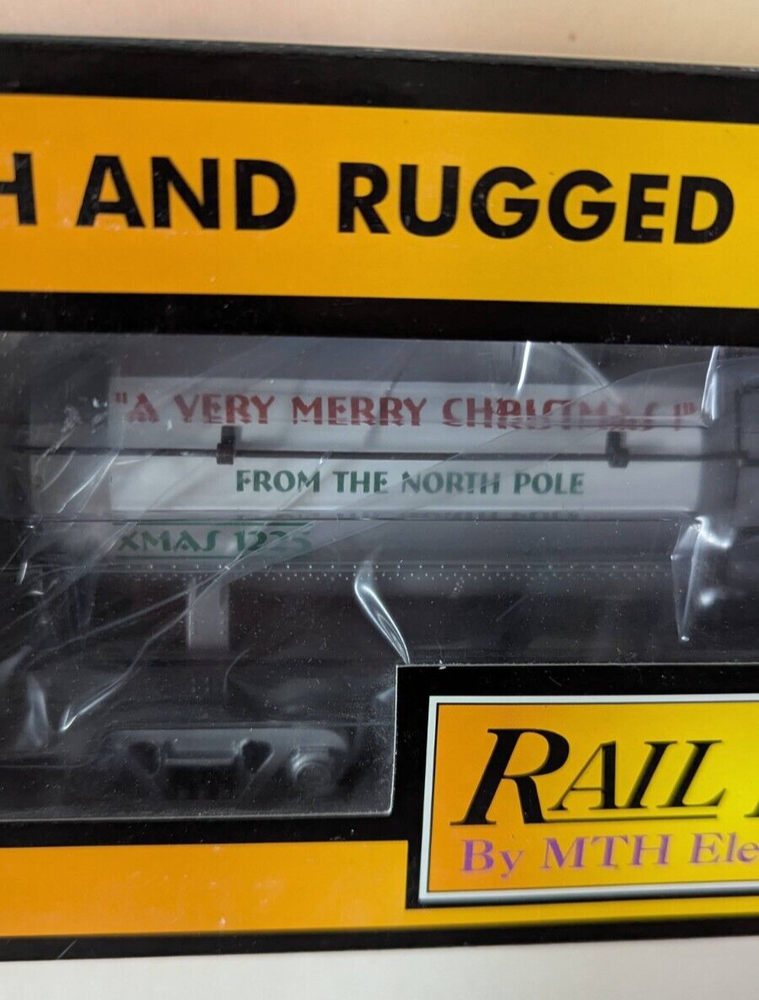 H AND RUGGED
"A VERY MERRY CHRISTMAS!"
FROM THE NORTH POLE
XMAS 1225
RAIL
By MTH Ele